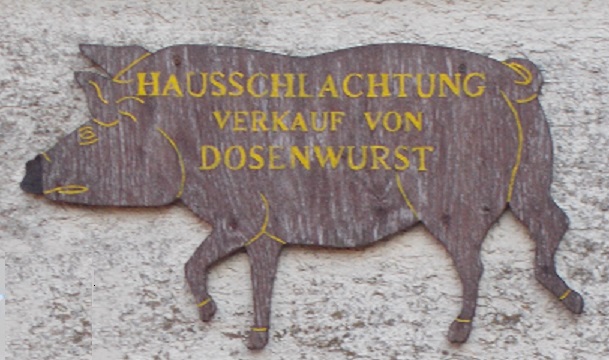 HAUSSCHLACHTUNG
VERKAUF VON
DOSENWURST